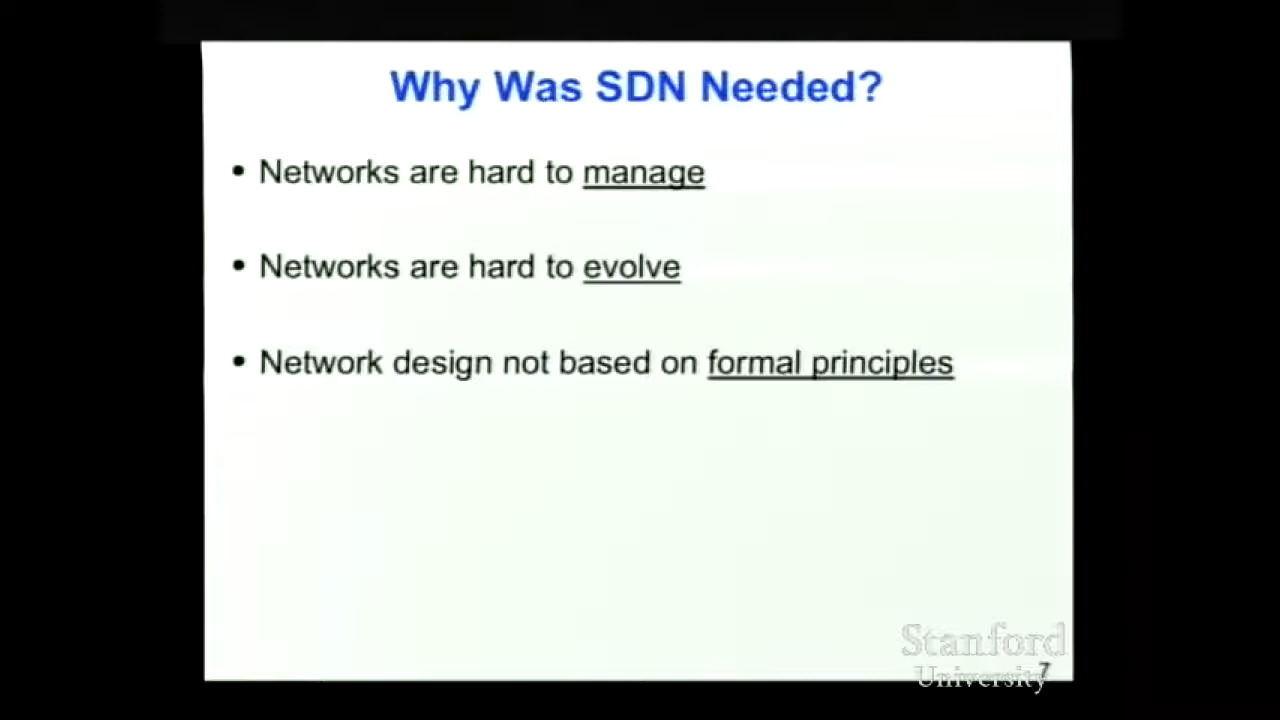 Why Was SDN Needed?
• Networks are hard to manage
• Networks are hard to evolve
• Network design not based on formal principles
Stanford
University
7